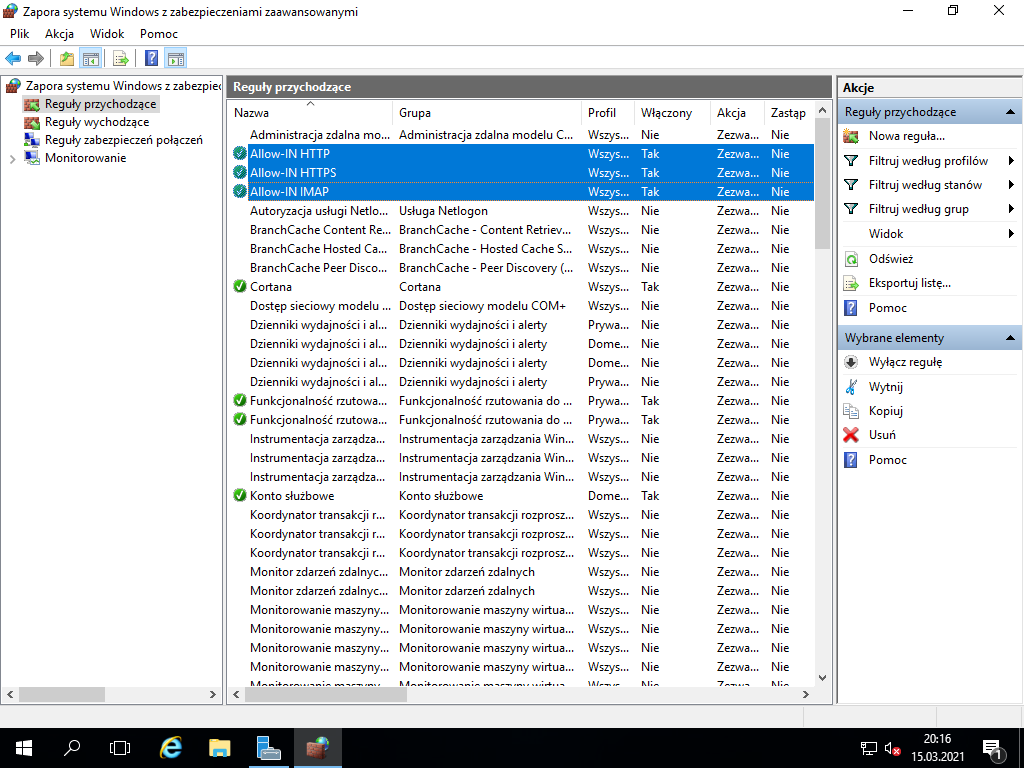 Zapora systemu Windows z zabezpieczeniami zaawansowanymi
Plik Akcja Widok Pomoc
Zapora systemu Windows z zabezpiec
Reguły przychodzące
Reguły wychodzące
Reguły zabezpieczeń połączeń
Monitorowanie
Reguły przychodzące
Nazwa Grupa Profil Włączony Akcja Zastąp
Administracja zdalna mo... Administracja zdalna modelu C... Wszys... Nie Zezwa... Nie
Allow-IN HTTP Wszys... Tak Zezwa... Nie
Allow-IN HTTPS Wszys... Tak Zezwa... Nie
Allow-IN IMAP Wszys... Tak Zezwa... Nie
Autoryzacja usługi Netlo... Usługa Netlogon Wszys... Nie Zezwa... Nie
BranchCache Content Re... BranchCache - Content Retriev... Wszys... Nie Zezwa... Nie
BranchCache Hosted Ca... BranchCache - Hosted Cache S... Wszys... Nie Zezwa... Nie
BranchCache Peer Disco... BranchCache - Peer Discovery (... Wszys... Nie Zezwa... Nie
Cortana Cortana Wszys... Tak Zezwa... Nie
Dostęp sieciowy modelu ... Dostęp sieciowy modelu COM+ Wszys... Nie Zezwa... Nie
Dzienniki wydajności i al... Dzienniki wydajności i alerty Prywa... Nie Zezwa... Nie
Dzienniki wydajności i al... Dzienniki wydajności i alerty Dome... Nie Zezwa... Nie
Dzienniki wydajności i al... Dzienniki wydajności i alerty Dome... Nie Zezwa... Nie
Dzienniki wydajności i al... Dzienniki wydajności i alerty Prywa... Nie Zezwa... Nie
Funkcjonalność rzutowa... Funkcjonalność rzutowania do ... Prywa... Tak Zezwa... Nie
Funkcjonalność rzutowa... Funkcjonalność rzutowania do ... Prywa... Tak Zezwa... Nie
Instrumentacja zarządza... Instrumentacja zarządzania Win... Wszys... Nie Zezwa... Nie
Instrumentacja zarządza... Instrumentacja zarządzania Win... Wszys... Nie Zezwa... Nie
Instrumentacja zarządza... Instrumentacja zarządzania Win... Wszys... Nie Zezwa... Nie
Konto służbowe Konto służbowe Dome... Tak Zezwa... Nie
Koordynator transakcji r... Koordynator transakcji rozprosz... Wszys... Nie Zezwa... Nie
Koordynator transakcji r... Koordynator transakcji rozprosz... Wszys... Nie Zezwa... Nie
Koordynator transakcji r... Koordynator transakcji rozprosz... Wszys... Nie Zezwa... Nie
Monitor zdarzeń zdalnyc... Monitor zdarzeń zdalnych Wszys... Nie Zezwa... Nie
Monitor zdarzeń zdalnyc... Monitor zdarzeń zdalnych Wszys... Nie Zezwa... Nie
Monitorowanie maszyny... Monitorowanie maszyny wirtua... Wszys... Nie Zezwa... Nie
Monitorowanie maszyny... Monitorowanie maszyny wirtua... Wszys... Nie Zezwa... Nie
Monitorowanie maszyny... Monitorowanie maszyny wirtua... Wszys... Nie Zezwa... Nie
Monitorowanie maszyny... Monitorowanie maszyny wirtua... Wszys... Nie Zezwa... Nie
Monitorowanie maszyny... Monitorowanie maszyny wirtua... Wszys... Nie Zezwa... Nie
Akcje
Reguły przychodzące
Nowa reguła...
Filtruj według profilów
Filtruj według stanów
Filtruj według grup
Widok
Odśwież
Eksportuj listę...
Pomoc
Wybrane elementy
Wyłącz regułę
Wytnij
Kopiuj
Usuń
Pomoc
20:16
15.03.2021
1